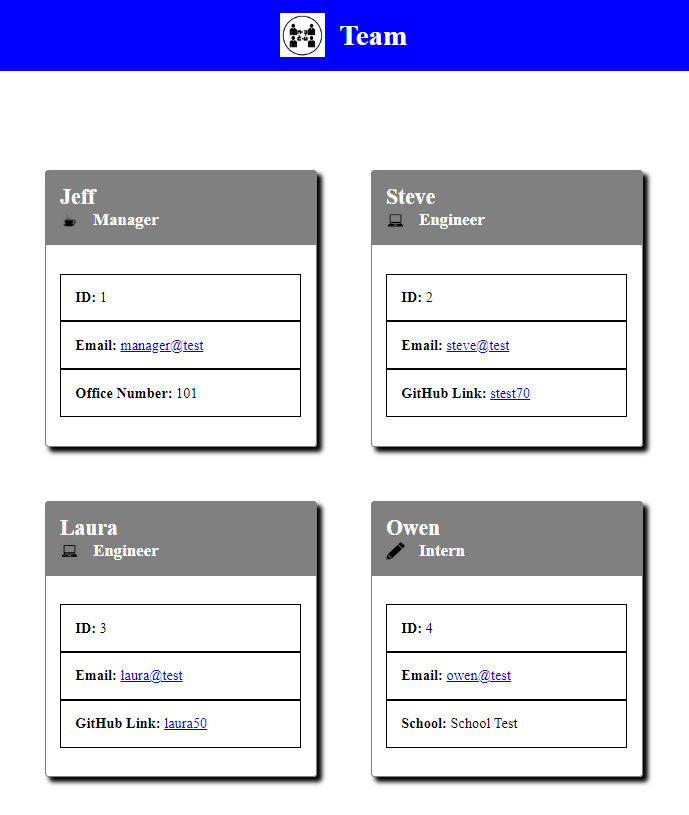 Team
Jeff
Manager
ID: 1
Email: manager@test
Office Number: 101
Steve
Engineer
ID: 2
Email: steve@test
GitHub Link: stest70
Laura
Engineer
ID: 3
Email: laura@test
GitHub Link: laura50
Owen
Intern
ID: 4
Email: owen@test
School: School Test